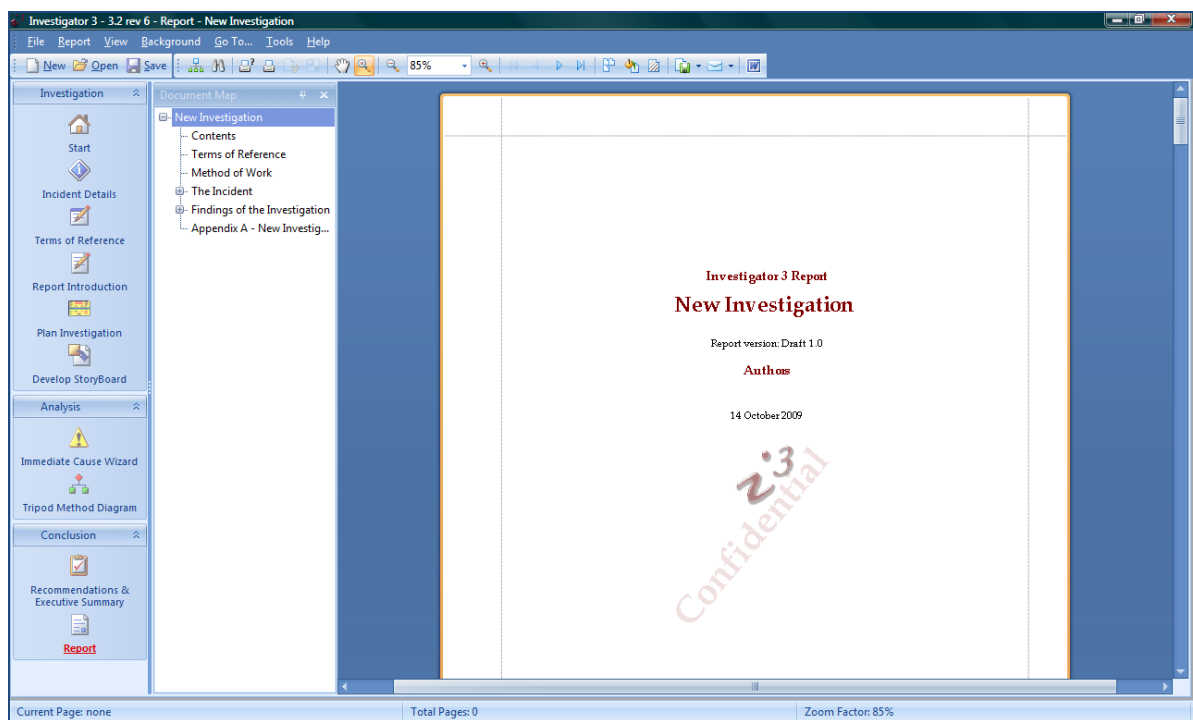 Investigator 3 - 3.2 rev 6 - Report - New Investigation
File Report View Background Go To... Tools Help
New Open Save 85%
Investigation
Start
Incident Details
Terms of Reference
Report Introduction
Plan Investigation
Develop StoryBoard
Analysis
Immediate Cause Wizard
Tripod Method Diagram
Conclusion
Recommendations &
Executive Summary
Report
Document Map
New Investigation
Contents
Terms of Reference
Method of Work
The Incident
Findings of the Investigation
Appendix A - New Investig...
Investigator 3 Report
New Investigation
Report version: Draft 1.0
Authors
14 October 2009
Confidential
Current Page: none Total Pages: 0 Zoom Factor: 85%